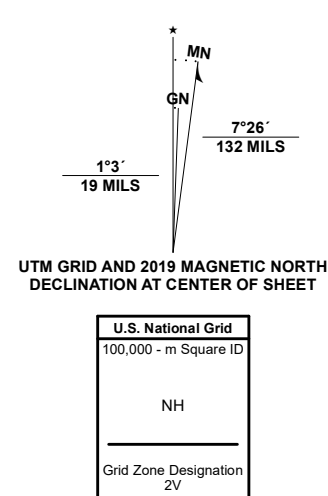 ★
MN
GN
7°26´
132 MILS
1°3´
19 MILS
UTM GRID AND 2019 MAGNETIC NORTH
DECLINATION AT CENTER OF SHEET
U.S. National Grid
100,000 - m Square ID
NH
Grid Zone Designation
2V